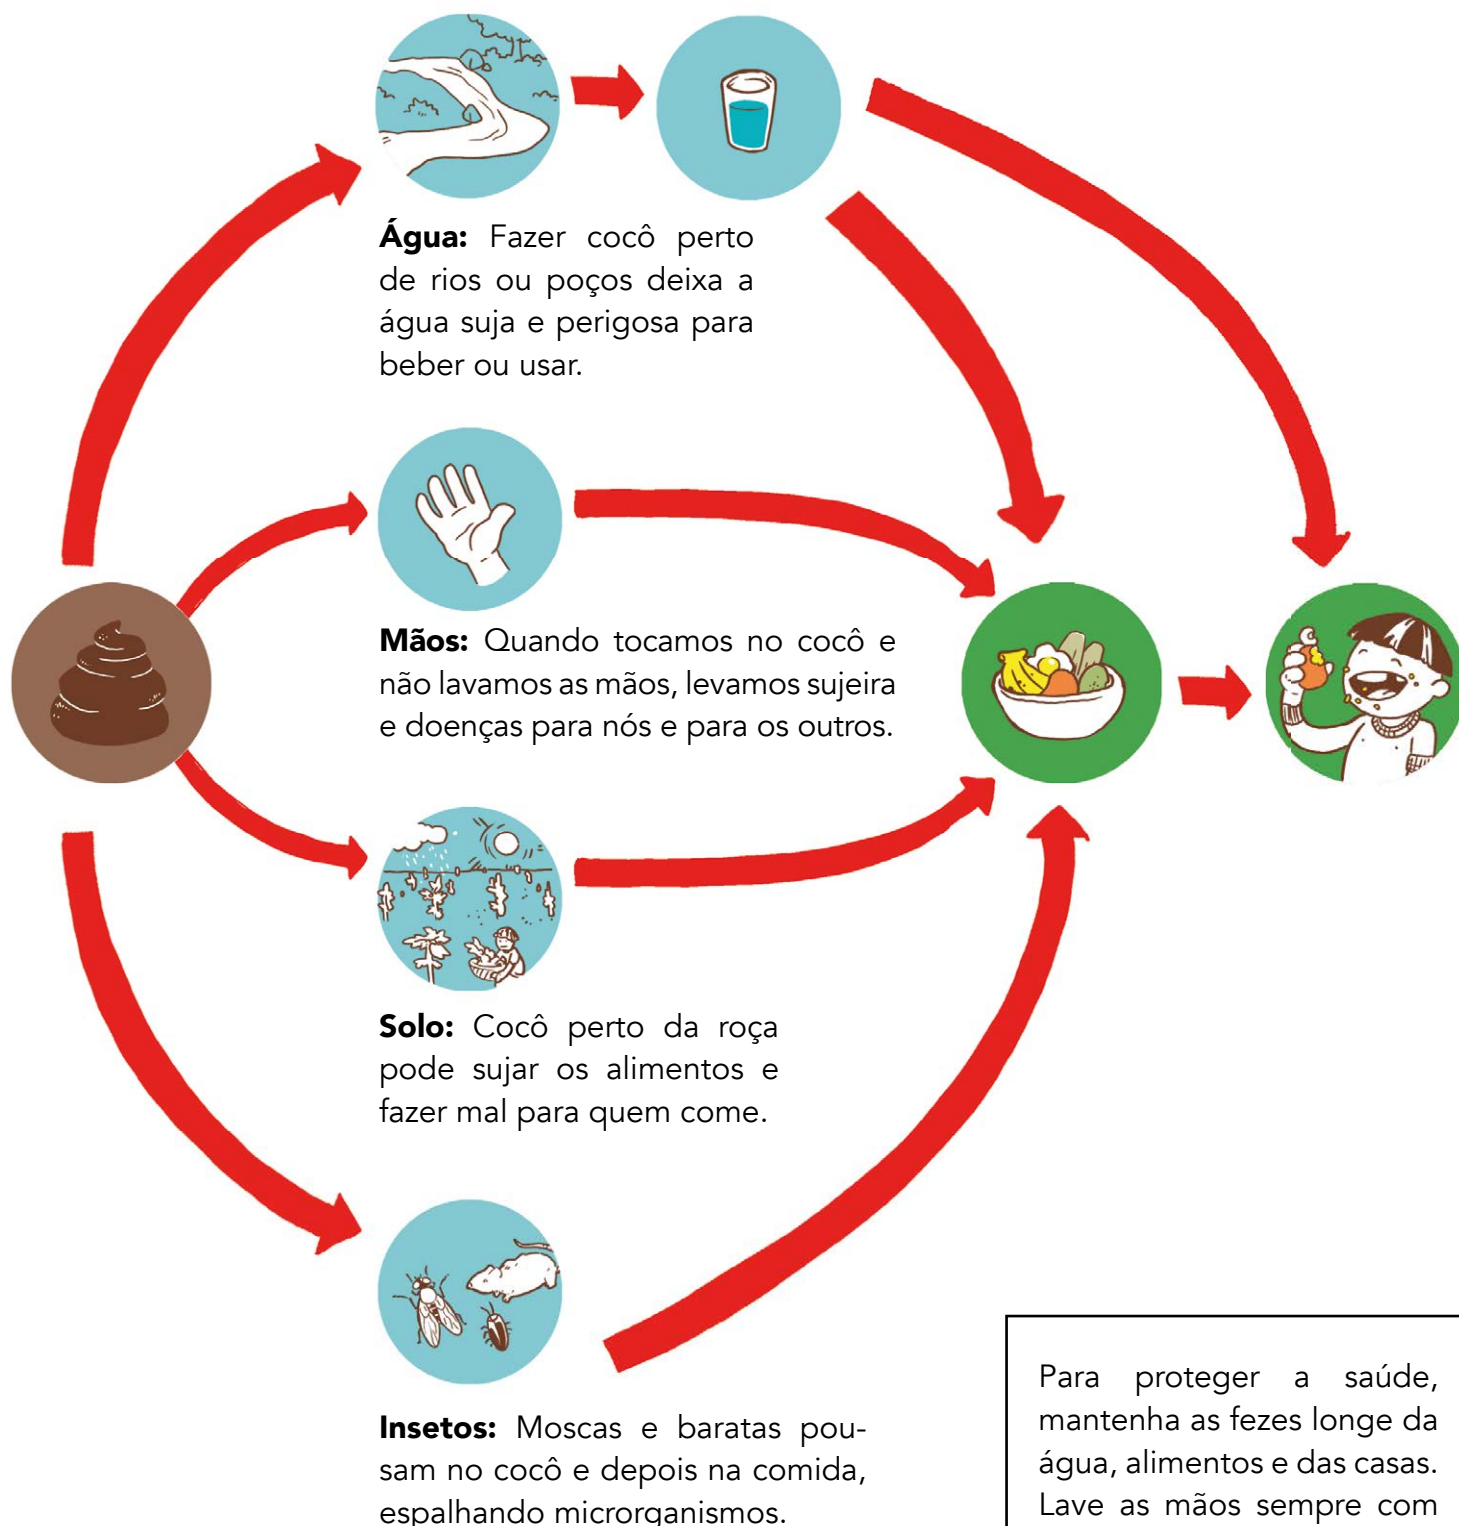 Água: Fazer cocô perto
de rios ou poços deixa a
água suja e perigosa para
beber ou usar.
Mãos: Quando tocamos no cocô e
não lavamos as mãos, levamos sujeira
e doenças para nós e para os outros.
Solo: Cocô perto da roça
pode sujar os alimentos e
fazer mal para quem come.
Insetos: Moscas e baratas pou-
sam no cocô e depois na comida,
espalhando microrganismos.
Para proteger a saúde,
mantenha as fezes longe da
água, alimentos e das casas.
Lave as mãos sempre com